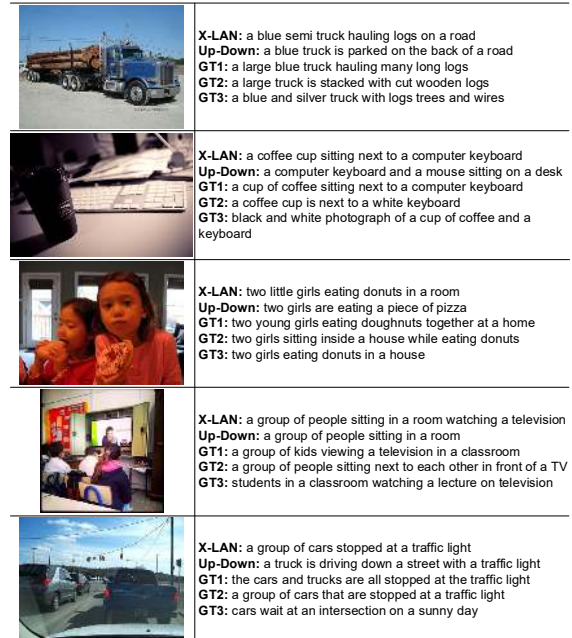 X-LAN: a blue semi truck hauling logs on a road
Up-Down: a blue truck is parked on the back of a road
GT1: a large blue truck hauling many long logs
GT2: a large truck is stacked with cut wooden logs
GT3: a blue and silver truck with logs trees and wires
X-LAN: a coffee cup sitting next to a computer keyboard
Up-Down: a computer keyboard and a mouse sitting on a desk
GT1: a cup of coffee sitting next to a computer keyboard
GT2: a coffee cup is next to a white keyboard
GT3: black and white photograph of a cup of coffee and a
keyboard
X-LAN: two little girls eating donuts in a room
Up-Down: two girls are eating a piece of pizza
GT1: two young girls eating doughnuts together at a home
GT2: two girls sitting inside a house while eating donuts
GT3: two girls eating donuts in a house
X-LAN: a group of people sitting in a room watching a television
Up-Down: a group of people sitting in a room
GT1: a group of kids viewing a television in a classroom
GT2: a group of people sitting next to each other in front of a TV
GT3: students in a classroom watching a lecture on television
X-LAN: a group of cars stopped at a traffic light
Up-Down: a truck is driving down a street with a traffic light
GT1: the cars and trucks are all stopped at the traffic light
GT2: a group of cars that are stopped at a traffic light
GT3: cars wait at an intersection on a sunny day